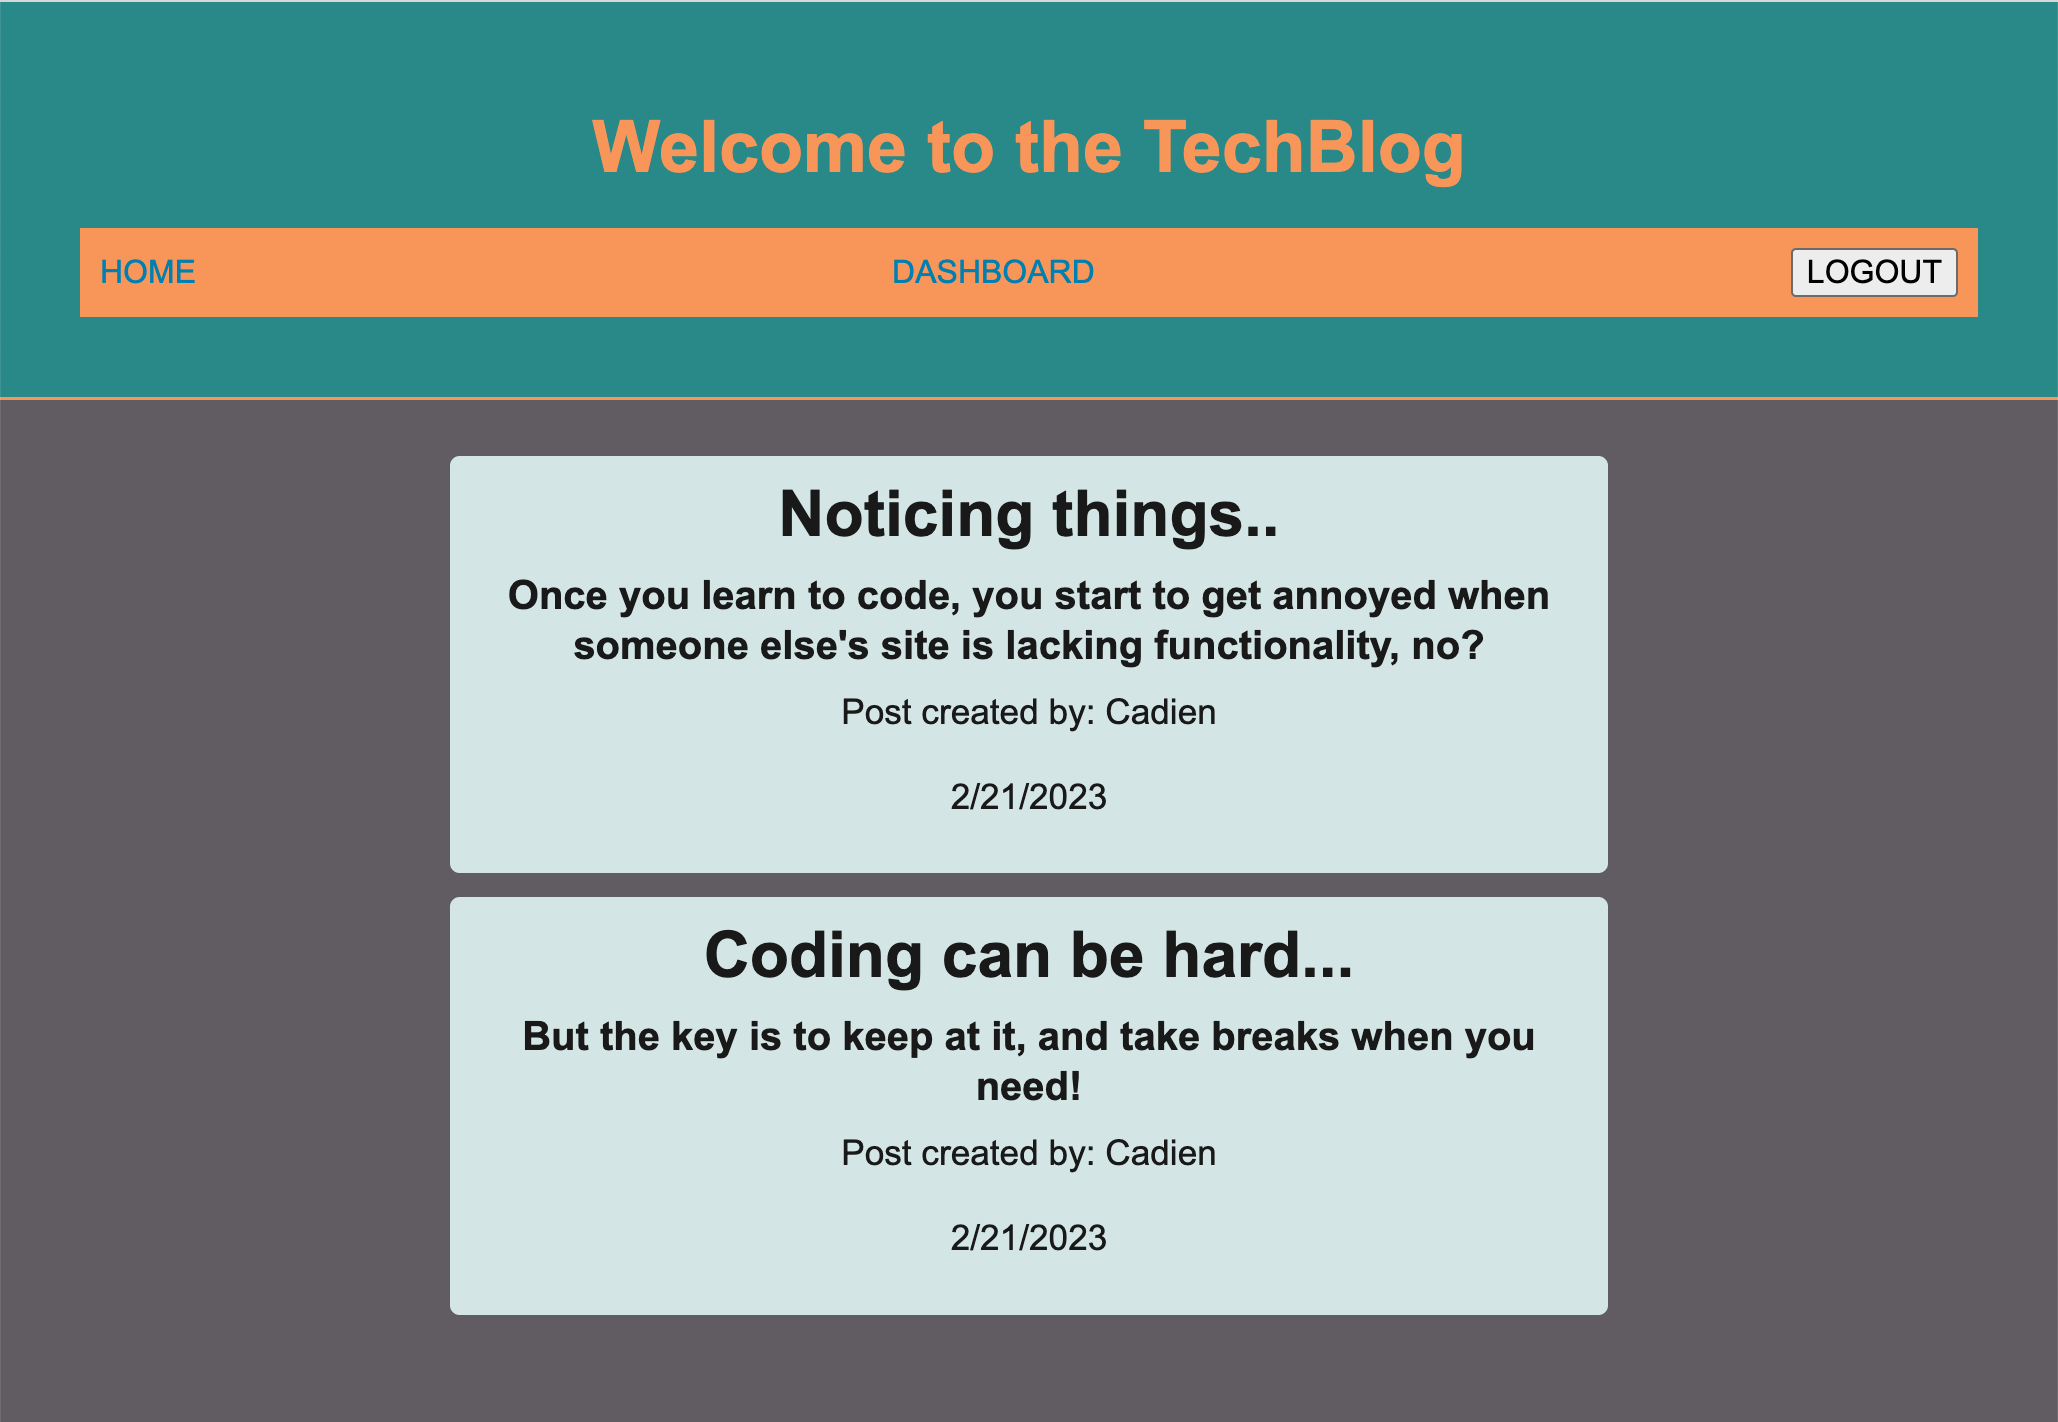 Welcome to the TechBlog
HOME DASHBOARD LOGOUT
Noticing things..
Once you learn to code, you start to get annoyed when
someone else's site is lacking functionality, no?
Post created by: Cadien
2/21/2023
Coding can be hard...
But the key is to keep at it, and take breaks when you
need!
Post created by: Cadien
2/21/2023